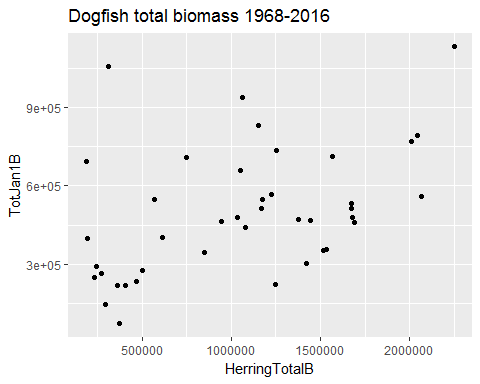 Dogfish total biomass 1968-2016
9e+05
6e+05
3e+05
TotJan1B
500000 1000000 1500000 2000000
HerringTotalB